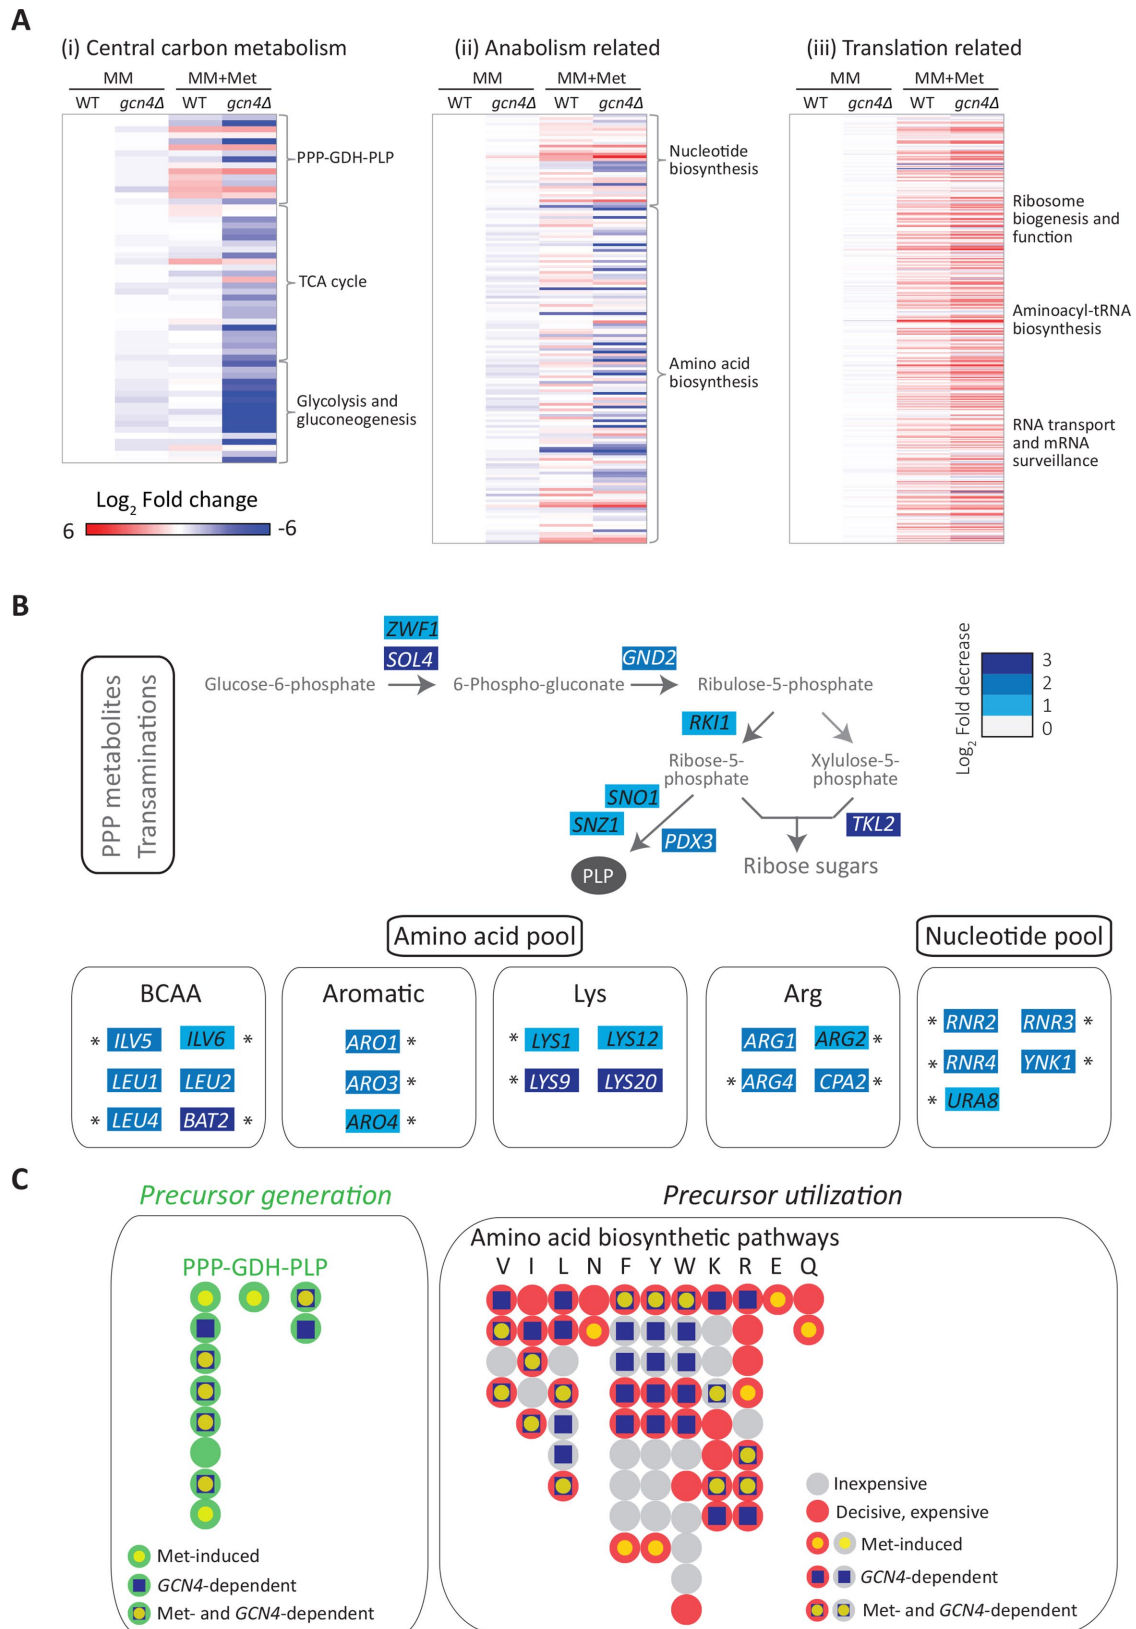 A
(i) Central carbon metabolism
MM MM+Met
WT gcn4Δ WT gcn4Δ
PPP-GDH-PLP
TCA cycle
Glycolysis and
gluconeogenesis
Log2 Fold change
6 -6
(ii) Anabolism related
MM MM+Met
WT gcn4Δ WT gcn4Δ
Nucleotide
biosynthesis
Amino acid
biosynthesis
(iii) Translation related
MM MM+Met
WT gcn4Δ WT gcn4Δ
Ribosome
biogenesis and
function
Aminoacyl-tRNA
biosynthesis
RNA transport
and mRNA
surveillance
B
PPP metabolites
Transaminations
ZWF1
SOL4
GND2
Glucose-6-phosphate 6-Phospho-gluconate Ribulose-5-phosphate
RKI1
Ribose-5-
phosphate
Xylulose-5-
phosphate
SNO1
SNZ1
PDX3
TKL2
PLP
Ribose sugars
Log2 Fold decrease
3
2
1
0
Amino acid pool
Nucleotide pool
BCAA
* ILV5 ILV6 *
LEU1 LEU2
* LEU4 BAT2 *
Aromatic
ARO1 *
ARO3 *
ARO4 *
Lys
* LYS1 LYS12
* LYS9 LYS20
Arg
ARG1 ARG2 *
* ARG4 CPA2 *
* RNR2 RNR3 *
* RNR4 YNK1 *
* URA8
C
Precursor generation
PPP-GDH-PLP
Met-induced
GCN4-dependent
Met- and GCN4-dependent
Precursor utilization
Amino acid biosynthetic pathways
V I L N F Y W K R E Q
Inexpensive
Decisive, expensive
Met-induced
GCN4-dependent
Met- and GCN4-dependent